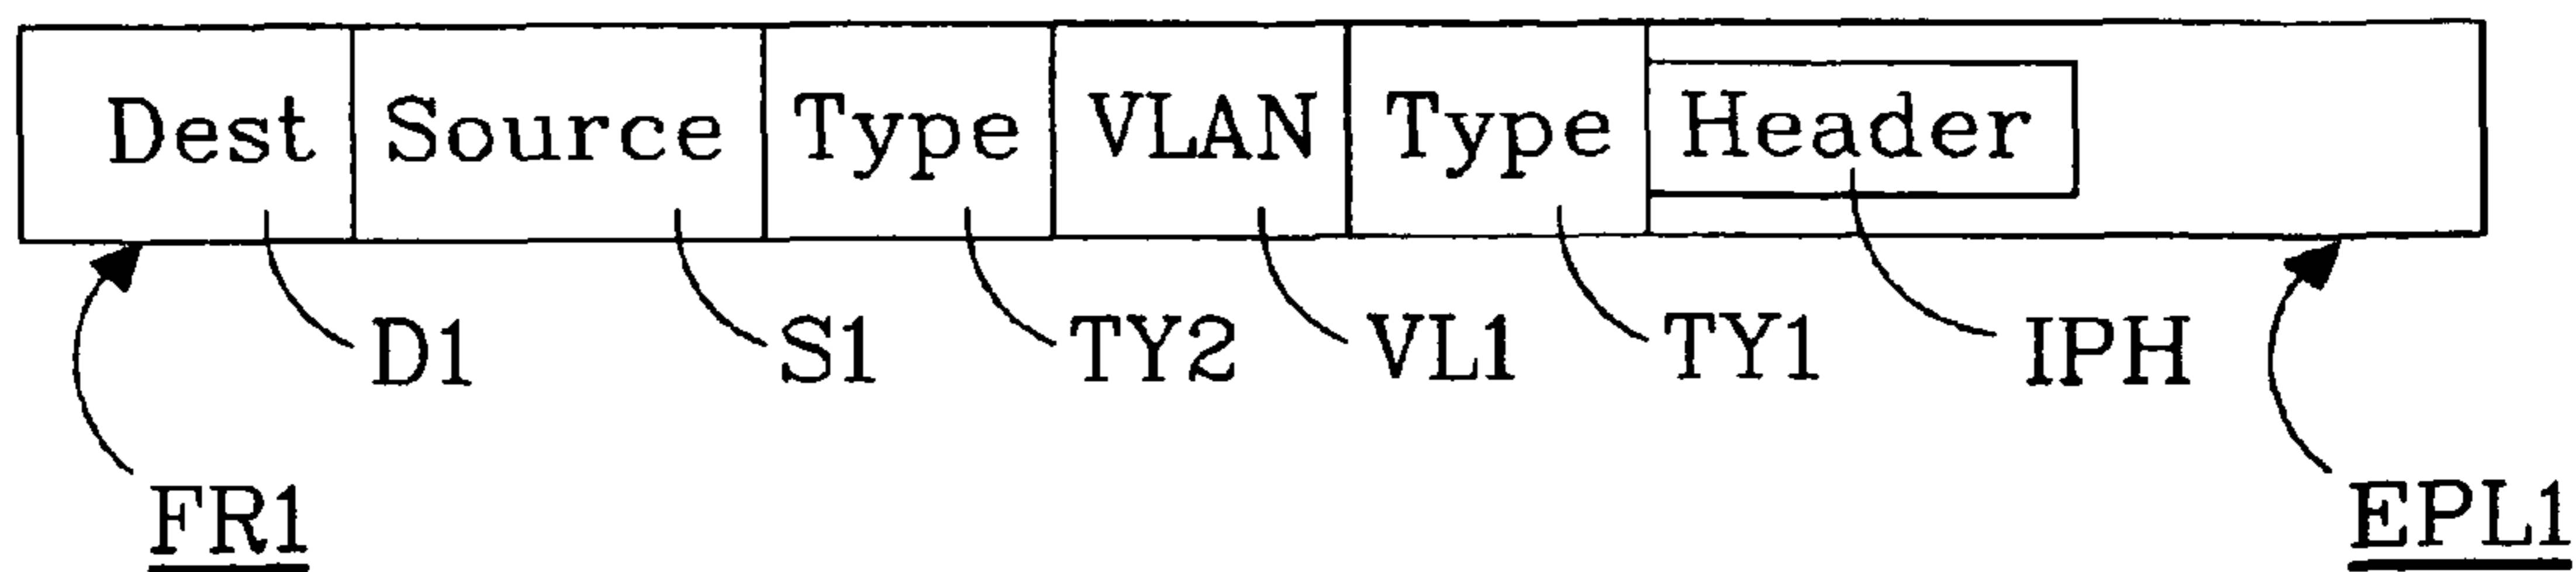 Dest Source Type VLAN Type Header
D1 S1 TY2 VL1 TY1 IPH
FR1 EPL1